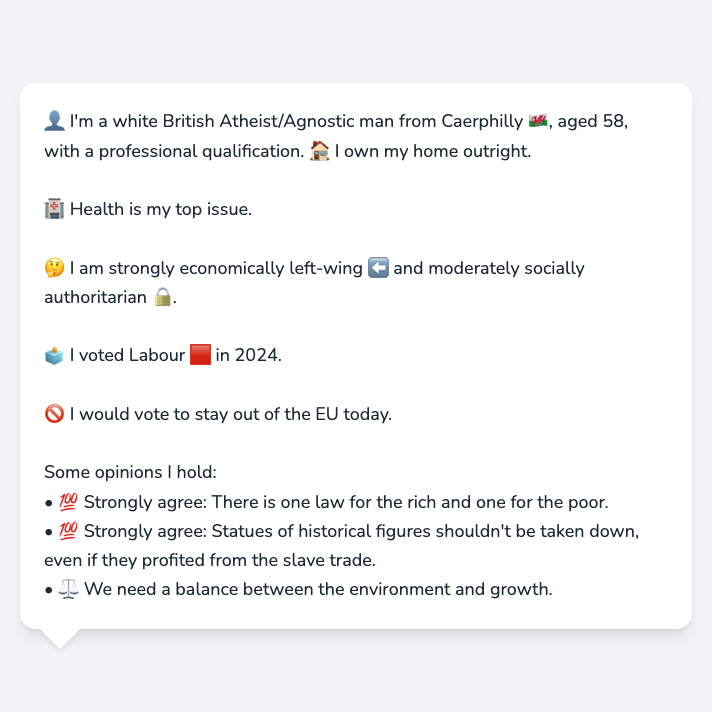 👤 I'm a white British Atheist/Agnostic man from Caerphilly 🏴󠁧󠁢󠁷󠁬󠁳󠁿, aged 58,
with a professional qualification. 🏠 I own my home outright.
🏥 Health is my top issue.
🤔 I am strongly economically left-wing ⬅️ and moderately socially
authoritarian 🔒.
🗳️ I voted Labour 🟥 in 2024.
🚫 I would vote to stay out of the EU today.
Some opinions I hold:
• 💯 Strongly agree: There is one law for the rich and one for the poor.
• 💯 Strongly agree: Statues of historical figures shouldn't be taken down,
even if they profited from the slave trade.
• ⚖️ We need a balance between the environment and growth.